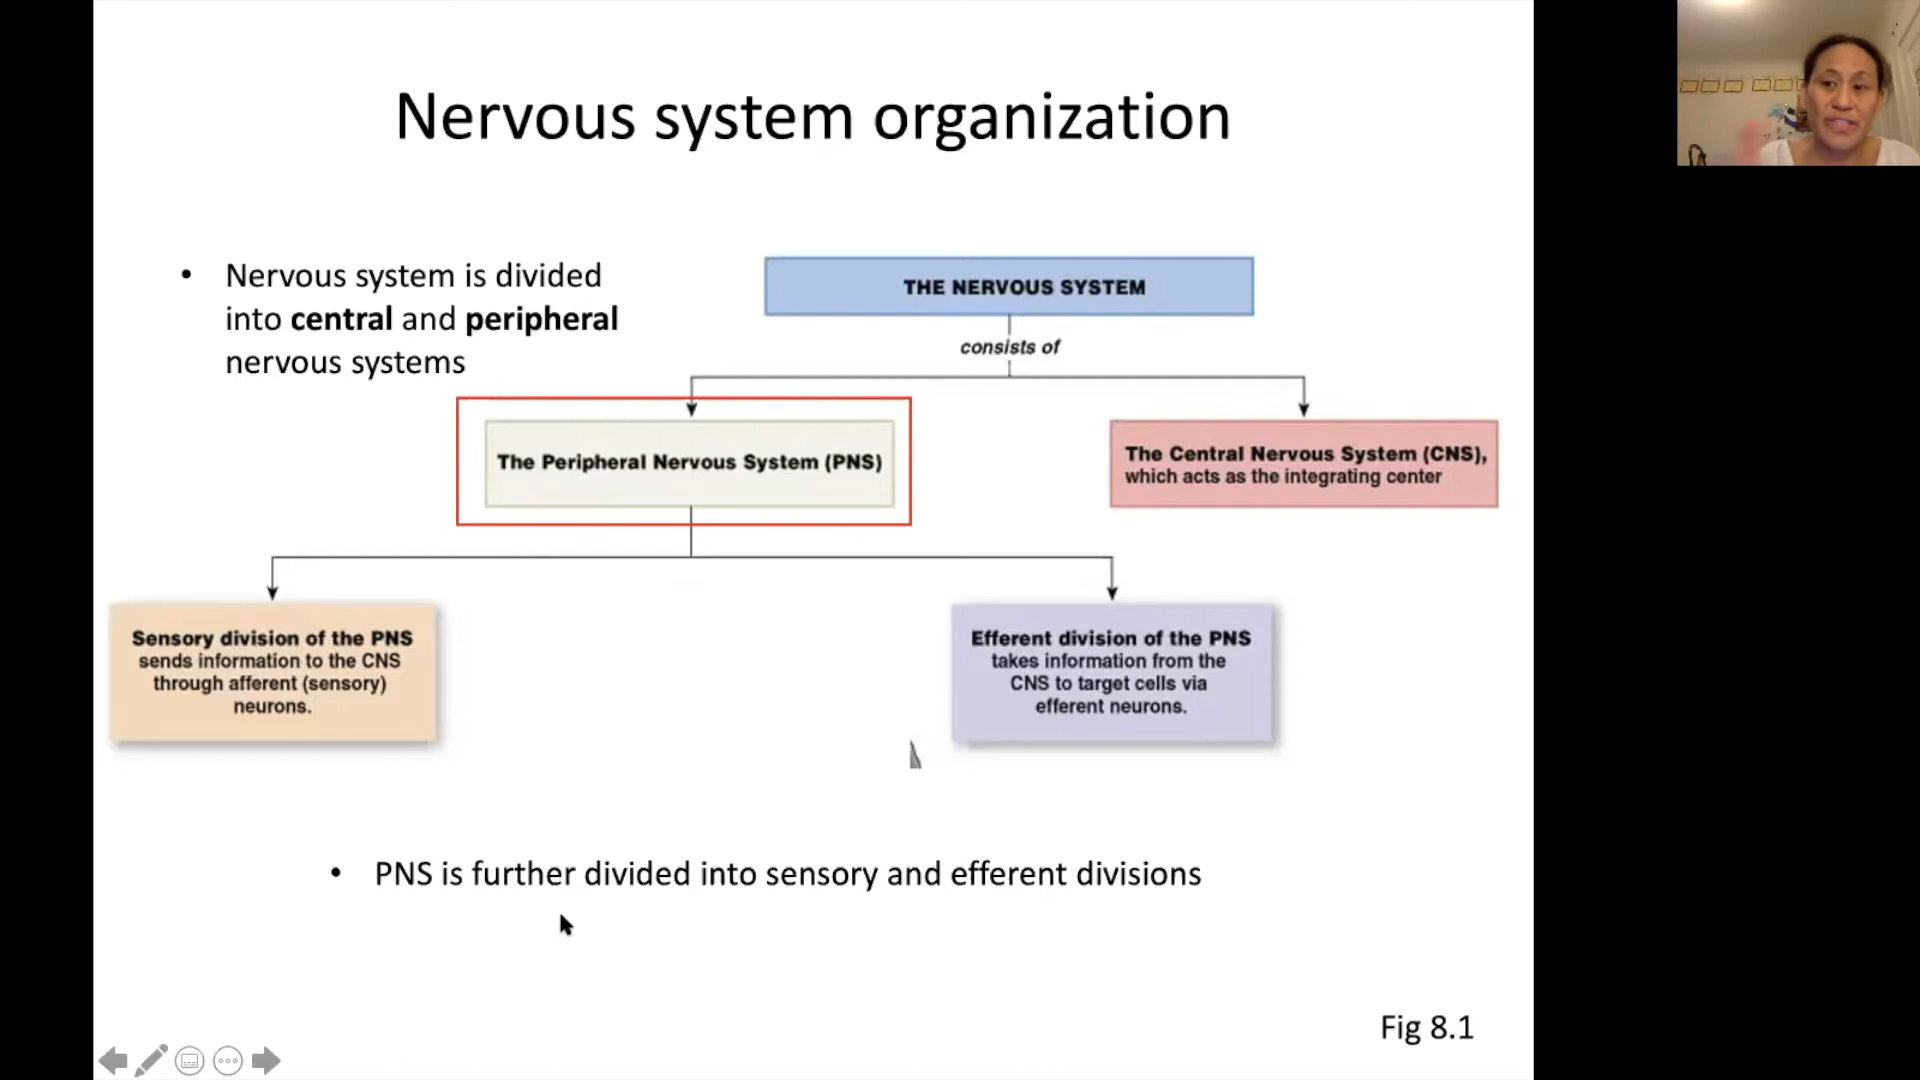 Nervous system organization
• Nervous system is divided
into central and peripheral
nervous systems
THE NERVOUS SYSTEM
consists of
The Peripheral Nervous System (PNS)
The Central Nervous System (CNS),
which acts as the integrating center
Sensory division of the PNS
sends information to the CNS
through afferent (sensory)
neurons.
Efferent division of the PNS
takes information from the
CNS to target cells via
efferent neurons.
• PNS is further divided into sensory and efferent divisions
Fig 8.1